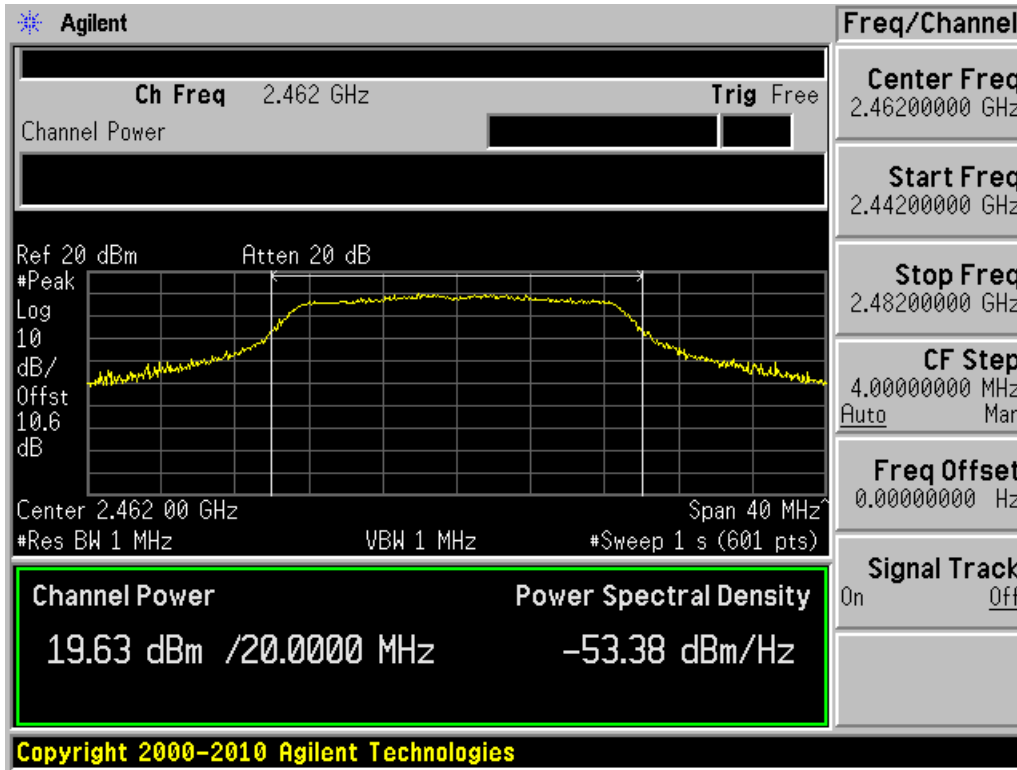 Agilent
Freq/Channel
Ch Freq 2.462 GHz Trig Free
Channel Power
Center Freq
2.46200000 GHz
Start Freq
2.44200000 GHz
Stop Freq
2.48200000 GHz
CF Step
4.00000000 MHz
Auto Man
Freq Offset
0.00000000 Hz
Signal Track
On Off
Ref 20 dBm Atten 20 dB
#Peak
Log
10
dB/
Offst
10.6
dB
Center 2.462 00 GHz Span 40 MHz^
#Res BW 1 MHz VBW 1 MHz #Sweep 1 s (601 pts)
Channel Power Power Spectral Density
19.63 dBm /20.0000 MHz -53.38 dBm/Hz
Copyright 2000-2010 Agilent Technologies